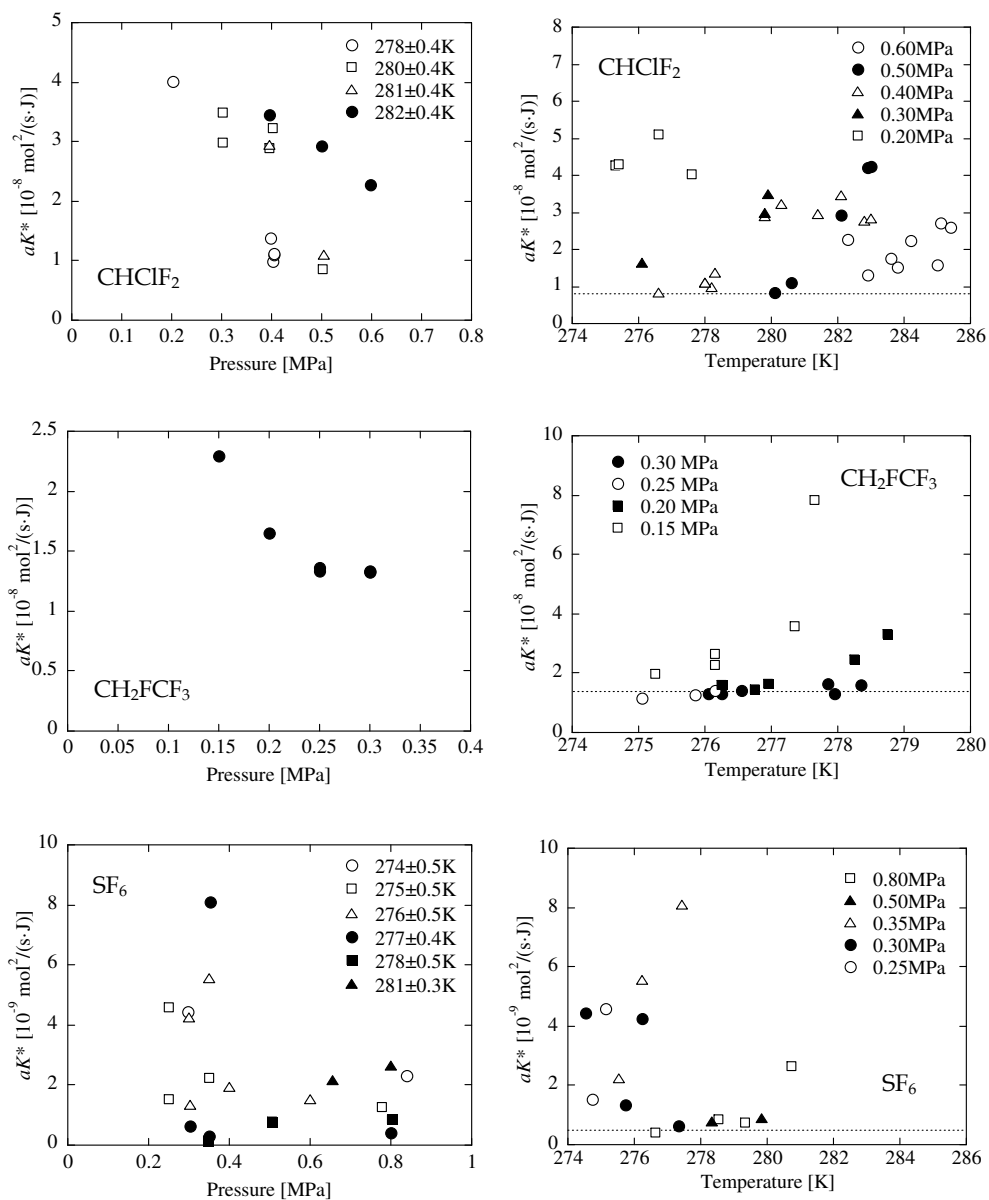 5
4
3
2
1
0
0 0.1 0.2 0.3 0.4 0.5 0.6 0.7 0.8
aK* [10⁻⁸ mol²/(s·J)]
Pressure [MPa]
278±0.4K
280±0.4K
281±0.4K
282±0.4K
CHClF₂
8
7
6
5
4
3
2
1
0
274 276 278 280 282 284 286
aK* [10⁻⁸ mol²/(s·J)]
Temperature [K]
CHClF₂
0.60MPa
0.50MPa
0.40MPa
0.30MPa
0.20MPa
2.5
2
1.5
1
0.5
0
0 0.05 0.1 0.15 0.2 0.25 0.3 0.35 0.4
aK* [10⁻⁸ mol²/(s·J)]
Pressure [MPa]
CH₂FCF₃
10
8
6
4
2
0
274 275 276 277 278 279 280
aK* [10⁻⁸ mol²/(s·J)]
Temperature [K]
0.30 MPa
0.25 MPa
0.20 MPa
0.15 MPa
CH₂FCF₃
10
8
6
4
2
0
0 0.2 0.4 0.6 0.8 1
aK* [10⁻⁹ mol²/(s·J)]
Pressure [MPa]
SF₆
274±0.5K
275±0.5K
276±0.5K
277±0.4K
278±0.5K
281±0.3K
10
8
6
4
2
0
274 276 278 280 282 284 286
aK* [10⁻⁹ mol²/(s·J)]
Temperature [K]
0.80MPa
0.50MPa
0.35MPa
0.30MPa
0.25MPa
SF₆